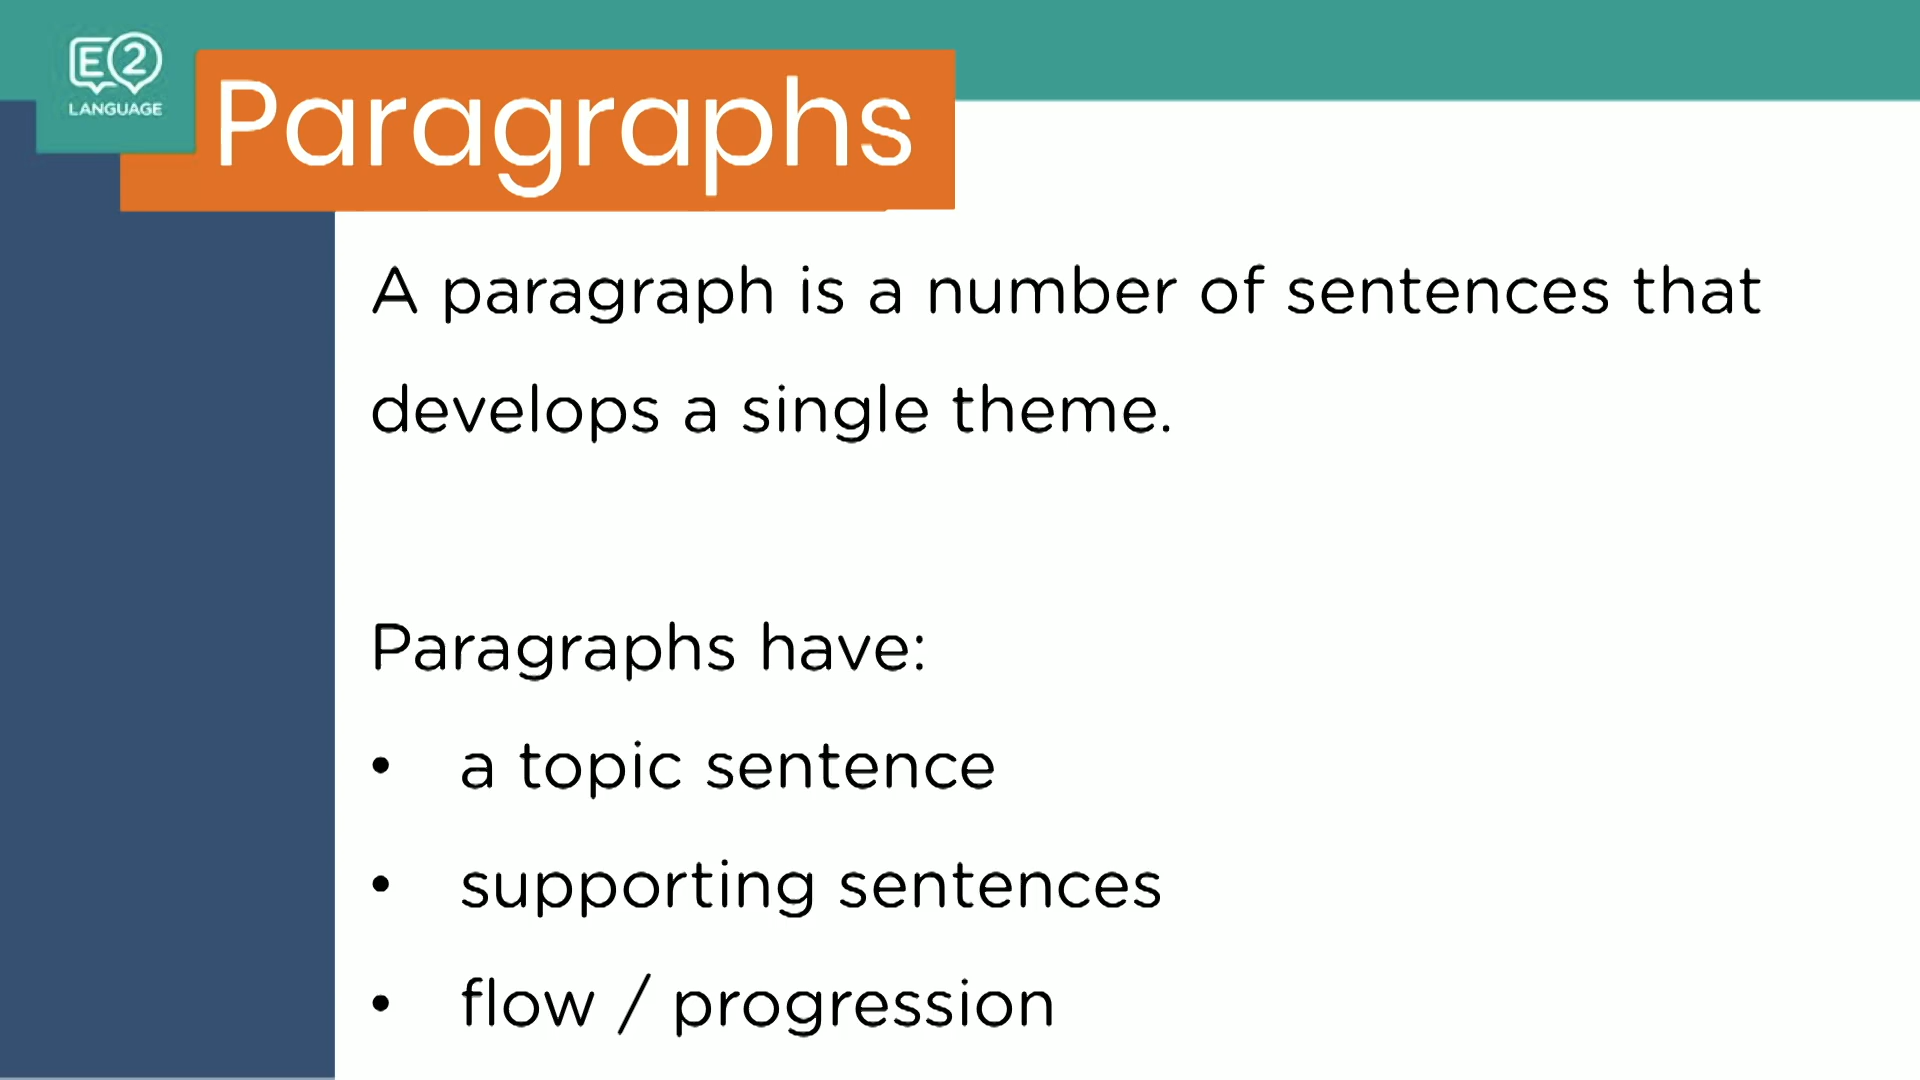 E2
LANGUAGE
Paragraphs
A paragraph is a number of sentences that
develops a single theme.
Paragraphs have:
• a topic sentence
• supporting sentences
• flow / progression